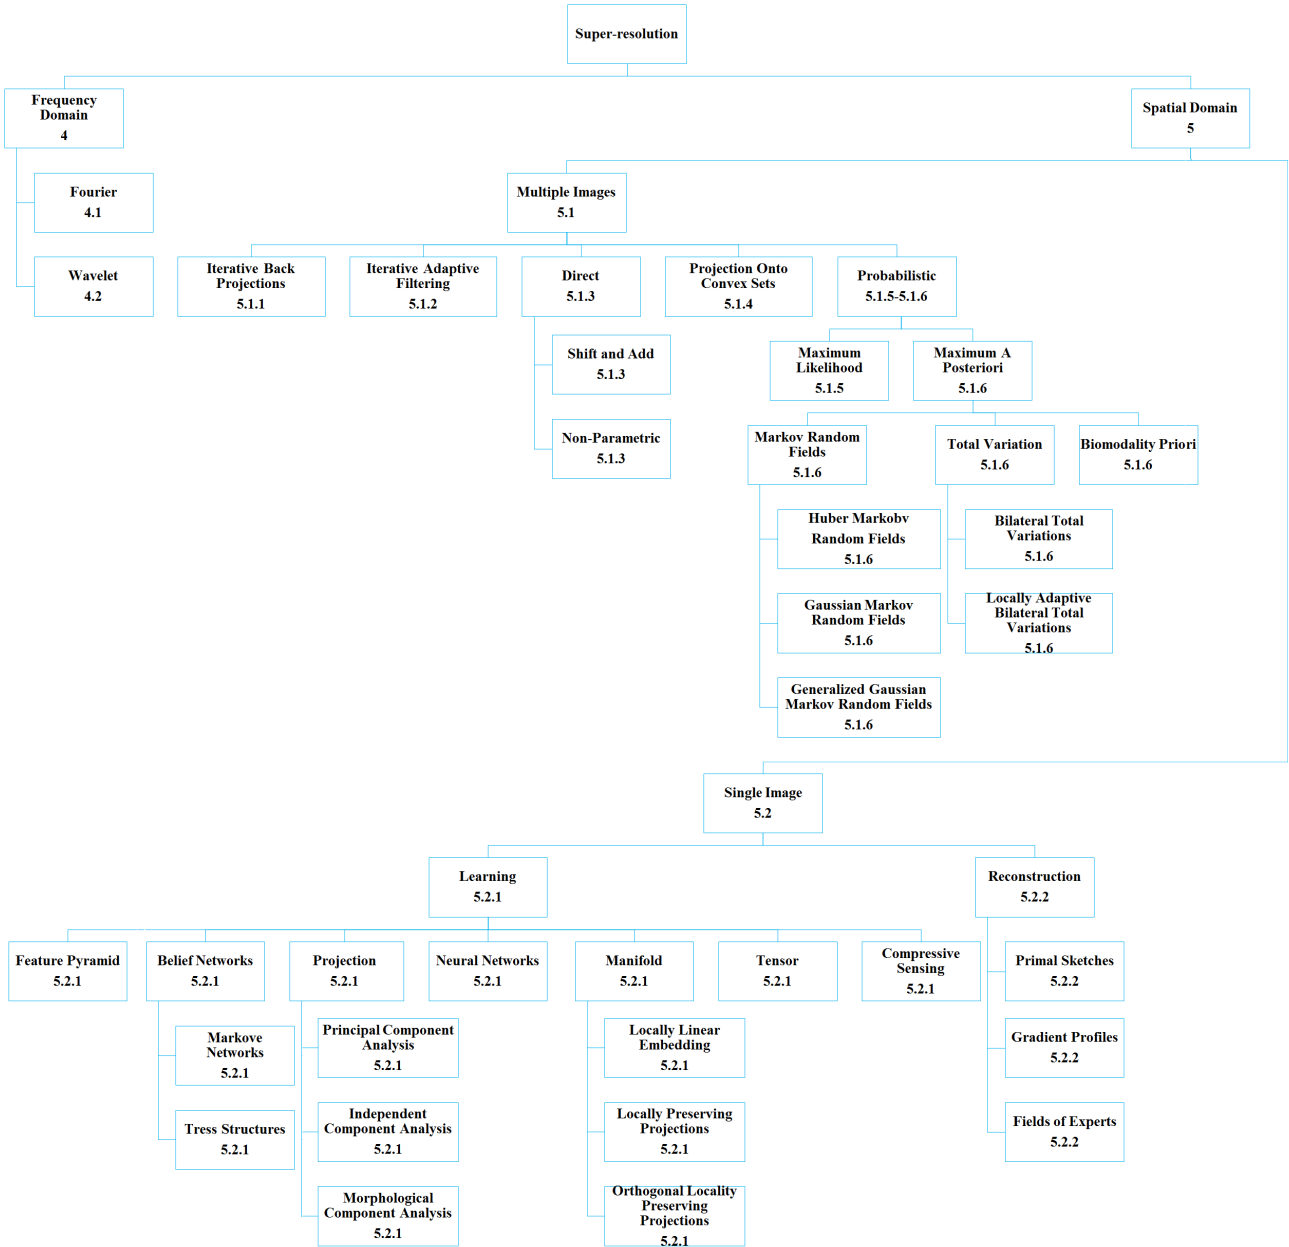 Super-resolution
Frequency
Domain
4
Spatial Domain
5
Fourier
4.1
Wavelet
4.2
Multiple Images
5.1
Iterative Back
Projections
5.1.1
Iterative Adaptive
Filtering
5.1.2
Direct
5.1.3
Projection Onto
Convex Sets
5.1.4
Probabilistic
5.1.5-5.1.6
Shift and Add
5.1.3
Non-Parametric
5.1.3
Maximum
Likelihood
5.1.5
Maximum A
Posteriori
5.1.6
Markov Random
Fields
5.1.6
Total Variation
5.1.6
Biomodality Priori
5.1.6
Huber Markobv
Random Fields
5.1.6
Gaussian Markov
Random Fields
5.1.6
Generalized Gaussian
Markov Random Fields
5.1.6
Bilateral Total
Variations
5.1.6
Locally Adaptive
Bilateral Total
Variations
5.1.6
Single Image
5.2
Learning
5.2.1
Reconstruction
5.2.2
Feature Pyramid
5.2.1
Belief Networks
5.2.1
Projection
5.2.1
Neural Networks
5.2.1
Manifold
5.2.1
Tensor
5.2.1
Compressive
Sensing
5.2.1
Markove
Networks
5.2.1
Tress Structures
5.2.1
Principal Component
Analysis
5.2.1
Independent
Component Analysis
5.2.1
Morphological
Component Analysis
5.2.1
Locally Linear
Embedding
5.2.1
Locally Preserving
Projections
5.2.1
Orthogonal Locality
Preserving
Projections
5.2.1
Primal Sketches
5.2.2
Gradient Profiles
5.2.2
Fields of Experts
5.2.2